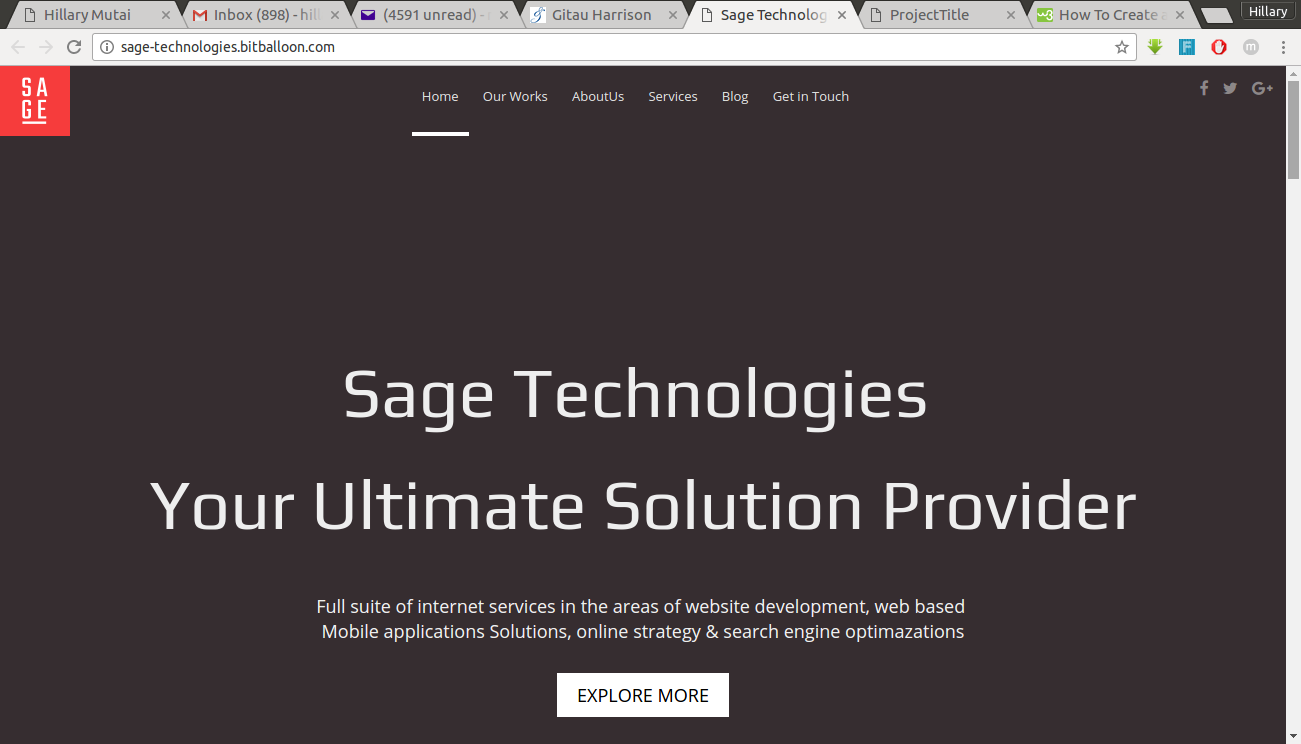 Hillary Mutai
Inbox (898) - hill
(4591 unread) -
Gitau Harrison
Sage Technolog
ProjectTitle
How To Create a
Hillary
sage-technologies.bitballoon.com
F
m
SA
GE
Home
Our Works
AboutUs
Services
Blog
Get in Touch
f
G+
Sage Technologies
Your Ultimate Solution Provider
Full suite of internet services in the areas of website development, web based
Mobile applications Solutions, online strategy & search engine optimazations
EXPLORE MORE